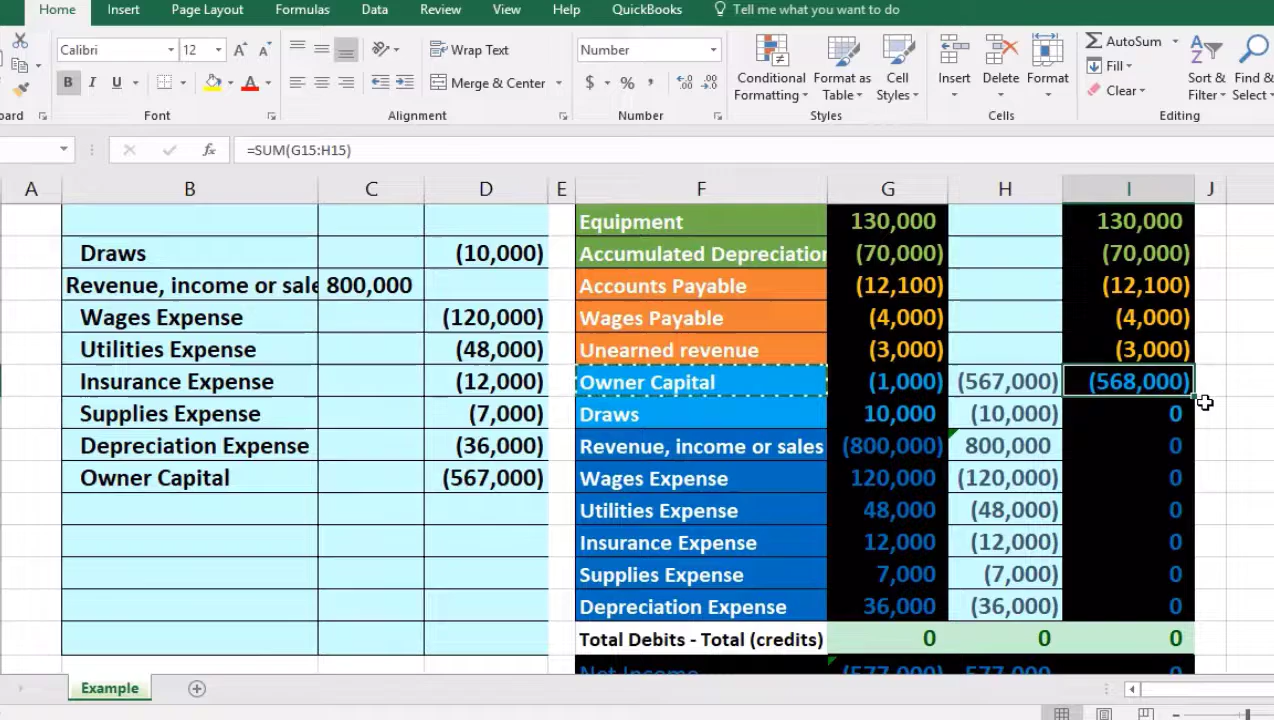 Home Insert Page Layout Formulas Data Review View Help QuickBooks Tell me what you want to do
Calibri 12 Wrap Text Number AutoSum
B I U Merge & Center $ % Conditional Formatting Format as Table Cell Styles Insert Delete Format Fill Clear Sort & Filter Find & Select
oard Font Alignment Number Styles Cells Editing
fx =SUM(G15:H15)
A B C D E F G H I J
Equipment 130,000 130,000
Draws (10,000) Accumulated Depreciation (70,000) (70,000)
Revenue, income or sale 800,000 Accounts Payable (12,100) (12,100)
Wages Expense (120,000) Wages Payable (4,000) (4,000)
Utilities Expense (48,000) Unearned revenue (3,000) (3,000)
Insurance Expense (12,000) Owner Capital (1,000) (567,000) (568,000)
Supplies Expense (7,000) Draws 10,000 (10,000) 0
Depreciation Expense (36,000) Revenue, income or sales (800,000) 800,000 0
Owner Capital (567,000) Wages Expense 120,000 (120,000) 0
Utilities Expense 48,000 (48,000) 0
Insurance Expense 12,000 (12,000) 0
Supplies Expense 7,000 (7,000) 0
Depreciation Expense 36,000 (36,000) 0
Total Debits - Total (credits) 0 0 0
Net Income (577,000) 577,000 0
Example